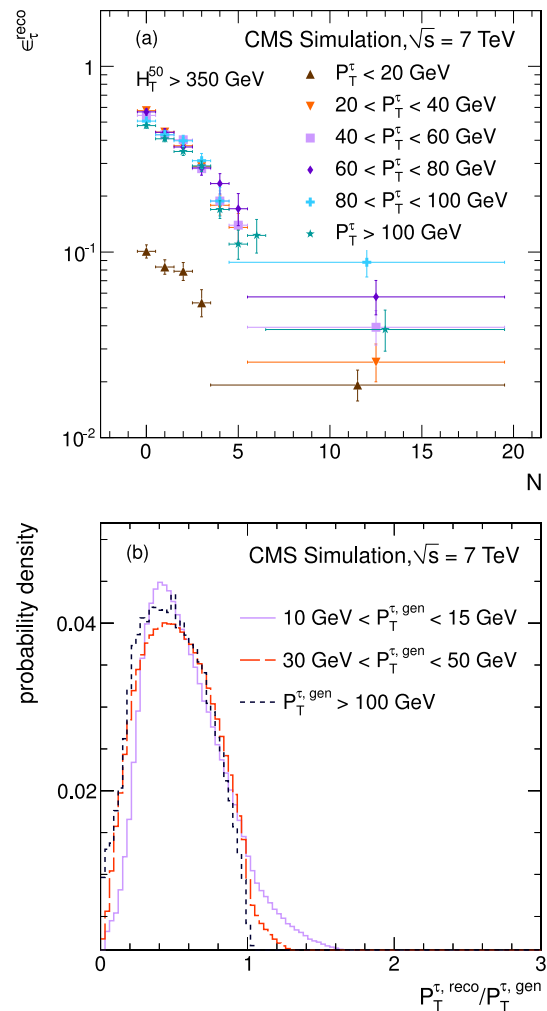 ϵ_τ^reco
(a)
CMS Simulation,√s = 7 TeV
H_T^50 > 350 GeV
P_T^τ < 20 GeV
20 < P_T^τ < 40 GeV
40 < P_T^τ < 60 GeV
60 < P_T^τ < 80 GeV
80 < P_T^τ < 100 GeV
P_T^τ > 100 GeV
1
10^-1
10^-2
0 5 10 15 20
N
(b)
CMS Simulation,√s = 7 TeV
probability density
10 GeV < P_T^τ, gen < 15 GeV
30 GeV < P_T^τ, gen < 50 GeV
P_T^τ, gen > 100 GeV
0.04
0.02
0 1 2 3
P_T^τ, reco/P_T^τ, gen